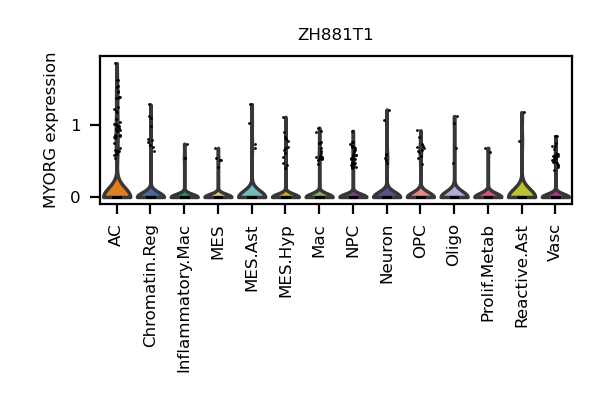 ZH881T1
MYORG expression
1
0
AC
Chromatin.Reg
Inflammatory.Mac
MES
MES.Ast
MES.Hyp
Mac
NPC
Neuron
OPC
Oligo
Prolif.Metab
Reactive.Ast
Vasc